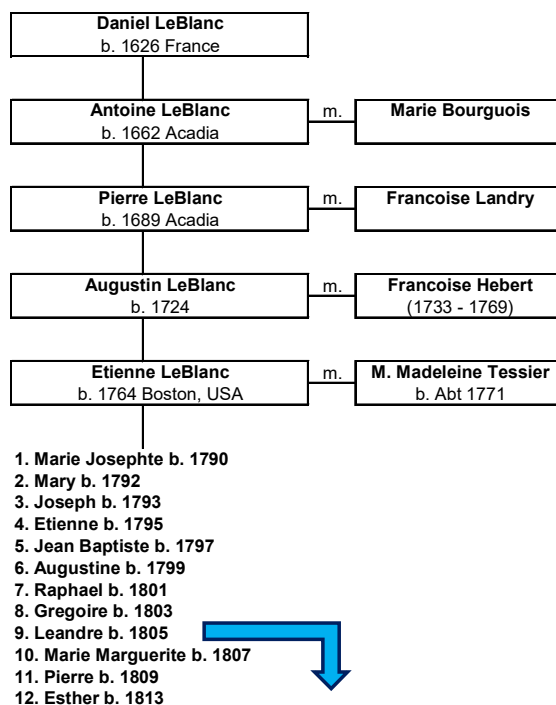 Daniel LeBlanc
b. 1626 France
Antoine LeBlanc
b. 1662 Acadia
m.
Marie Bourguois
Pierre LeBlanc
b. 1689 Acadia
m.
Francoise Landry
Augustin LeBlanc
b. 1724
m.
Francoise Hebert
(1733 - 1769)
Etienne LeBlanc
b. 1764 Boston, USA
m.
M. Madeleine Tessier
b. Abt 1771
1. Marie Josephte b. 1790
2. Mary b. 1792
3. Joseph b. 1793
4. Etienne b. 1795
5. Jean Baptiste b. 1797
6. Augustine b. 1799
7. Raphael b. 1801
8. Gregoire b. 1803
9. Leandre b. 1805
10. Marie Marguerite b. 1807
11. Pierre b. 1809
12. Esther b. 1813